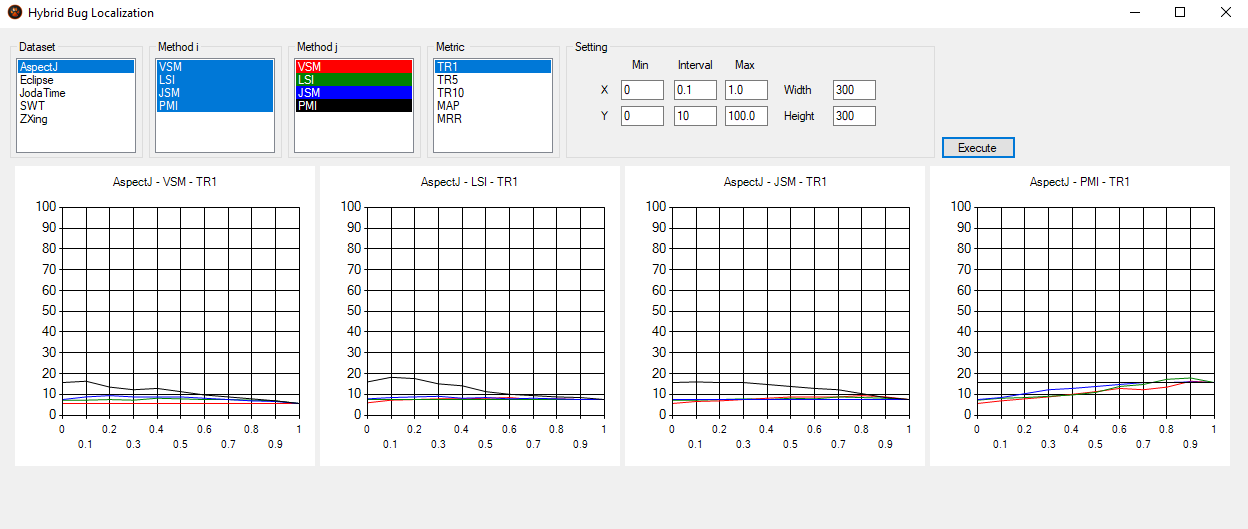 Hybrid Bug Localization
Dataset
AspectJ
Eclipse
JodaTime
SWT
ZXing
Method i
VSM
LSI
JSM
PMI
Method j
VSM
LSI
JSM
PMI
Metric
TR1
TR5
TR10
MAP
MRR
Setting
Min Interval Max
X 0 0.1 1.0 Width 300
Y 0 10 100.0 Height 300
Execute
AspectJ - VSM - TR1
100
90
80
70
60
50
40
30
20
10
0
0 0.2 0.4 0.6 0.8 1
0.1 0.3 0.5 0.7 0.9
AspectJ - LSI - TR1
100
90
80
70
60
50
40
30
20
10
0
0 0.2 0.4 0.6 0.8 1
0.1 0.3 0.5 0.7 0.9
AspectJ - JSM - TR1
100
90
80
70
60
50
40
30
20
10
0
0 0.2 0.4 0.6 0.8 1
0.1 0.3 0.5 0.7 0.9
AspectJ - PMI - TR1
100
90
80
70
60
50
40
30
20
10
0
0 0.2 0.4 0.6 0.8 1
0.1 0.3 0.5 0.7 0.9